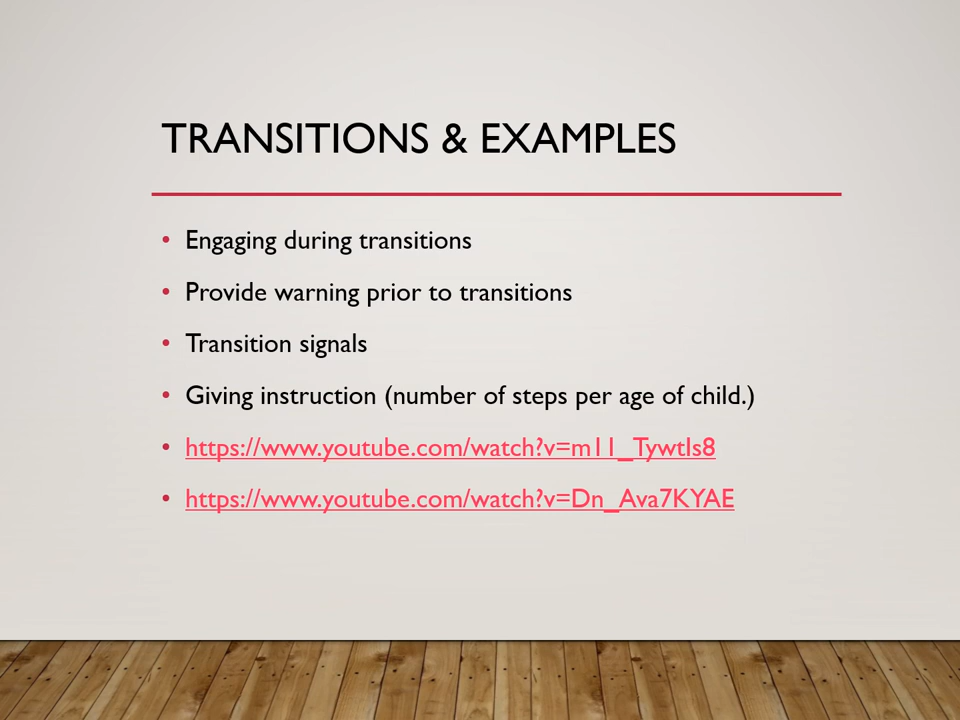 TRANSITIONS & EXAMPLES
• Engaging during transitions
• Provide warning prior to transitions
• Transition signals
• Giving instruction (number of steps per age of child.)
• https://www.youtube.com/watch?v=m11_TywtIs8
• https://www.youtube.com/watch?v=Dn_Ava7KYAE